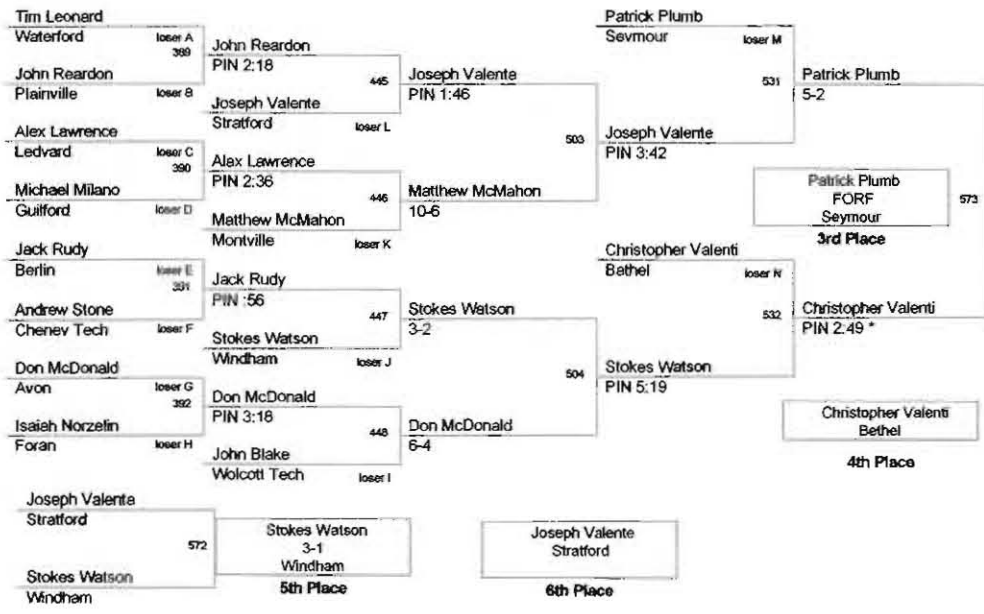 Tim Leonard
Waterford
loser A
389
John Reardon
Plainville
loser B
Alex Lawrence
Ledvard
loser C
390
Michael Milano
Guilford
loser D
Jack Rudy
Berlin
loser E
391
Andrew Stone
Chenev Tech
loser F
Don McDonald
Avon
loser G
392
Isaiah Norzelin
Foran
loser H
John Reardon
PIN 2:18
445
Joseph Valente
Stratford
loser L
Alex Lawrence
PIN 2:36
446
Matthew McMahon
Montville
loser K
Jack Rudy
PIN :56
447
Stokes Watson
Windham
loser J
Don McDonald
PIN 3:18
448
John Blake
Wolcott Tech
loser I
Joseph Valente
PIN 1:46
503
Matthew McMahon
10-6
Stokes Watson
3-2
504
Don McDonald
6-4
Patrick Plumb
Sevmour
loser M
531
Joseph Valente
PIN 3:42
Christopher Valenti
Bathel
loser N
532
Stokes Watson
PIN 5:19
Patrick Plumb
5-2
Patrick Plumb
FORF
Seymour
573
3rd Place
Christopher Valenti
PIN 2:49 *
Christopher Valenti
Bethel
4th Place
Joseph Valenta
Stratford
572
Stokes Watson
Windham
Stokes Watson
3-1
Windham
5th Place
Joseph Valente
Stratford
6th Place